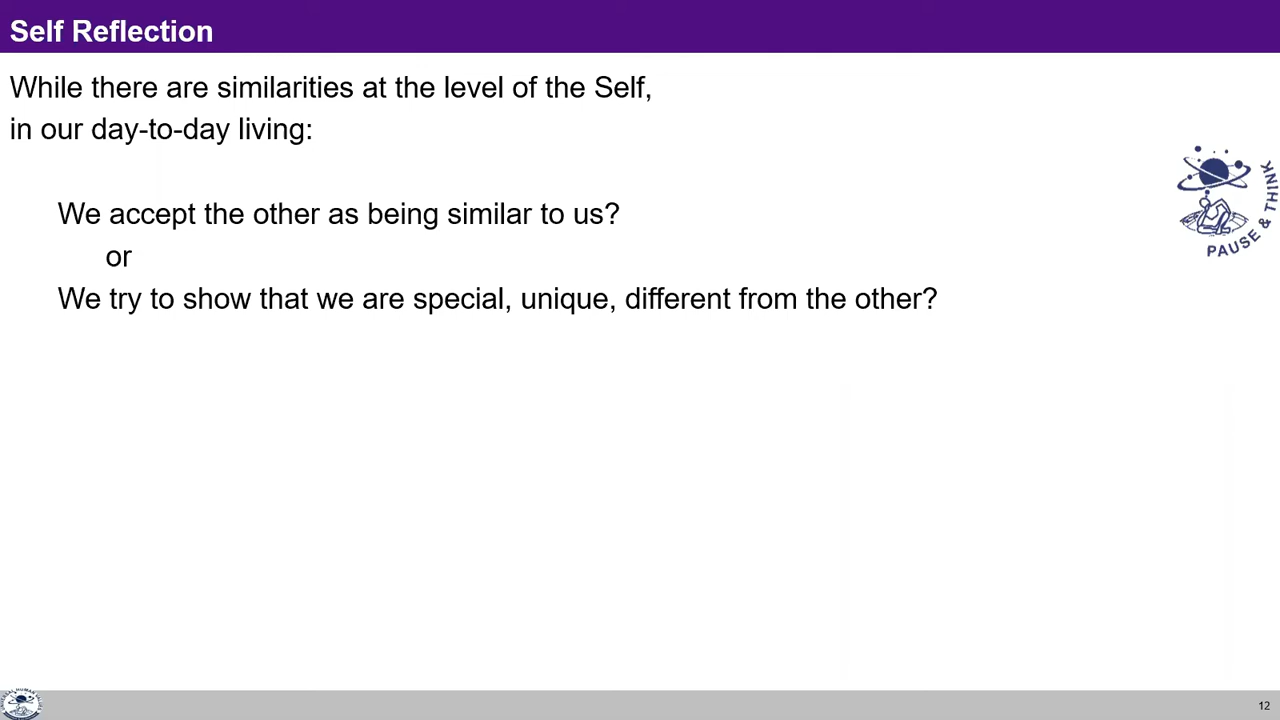 Self Reflection
While there are similarities at the level of the Self,
in our day-to-day living:
We accept the other as being similar to us?
or
We try to show that we are special, unique, different from the other?
PAUSE & THINK
12